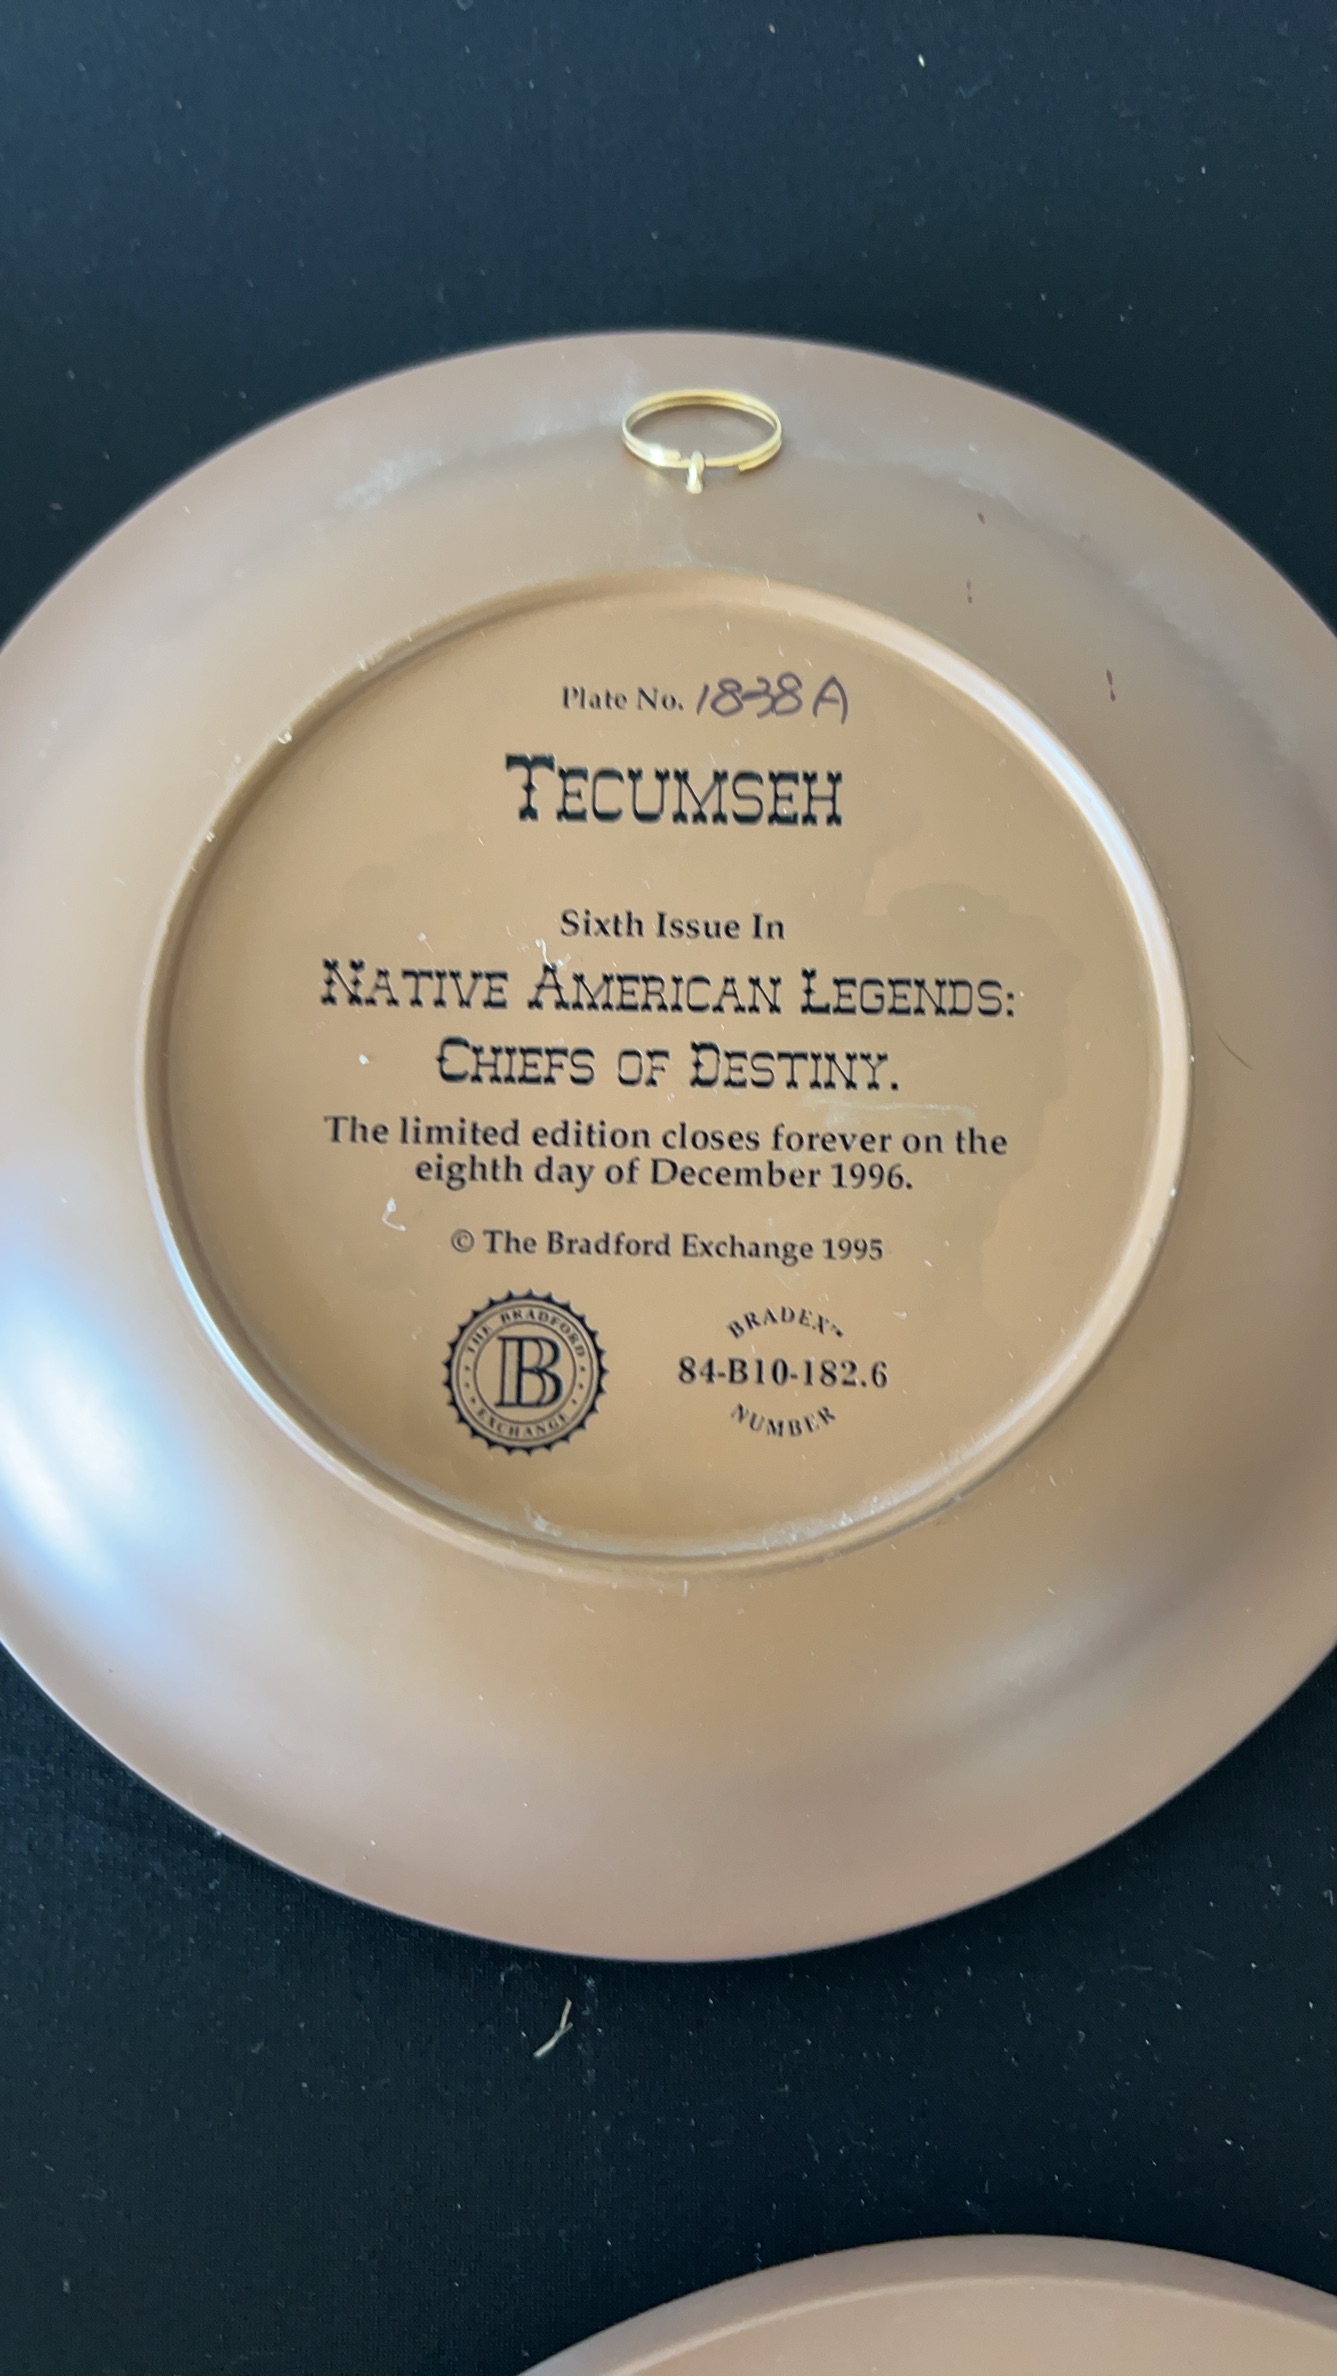 Plate No. 1838A
TECUMSEH
Sixth Issue In
NATIVE AMERICAN LEGENDS:
CHIEFS OF DESTINY.
The limited edition closes forever on the
eighth day of December 1996.
© The Bradford Exchange 1995
THE BRADFORD
B
EXCHANGE
BRADEX™
84-B10-182.6
NUMBER